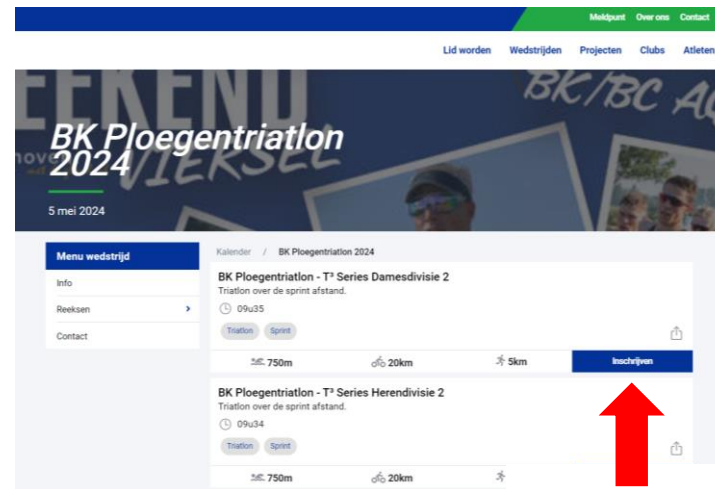 Meldpunt Over ons Contact
Lid worden Wedstrijden Projecten Clubs Atleten
BK Ploegentriatlon
2024
5 mei 2024
Menu wedstrijd
Info
Reeksen
Contact
Kalender / BK Ploegentriatlon 2024
BK Ploegentriatlon - T³ Series Damesdivisie 2
Triatlon over de sprint afstand.
09u35
Triatlon Sprint
750m 20km 5km Inschrijven
BK Ploegentriatlon - T³ Series Herendivisie 2
Triatlon over de sprint afstand.
09u34
Triatlon Sprint
750m 20km